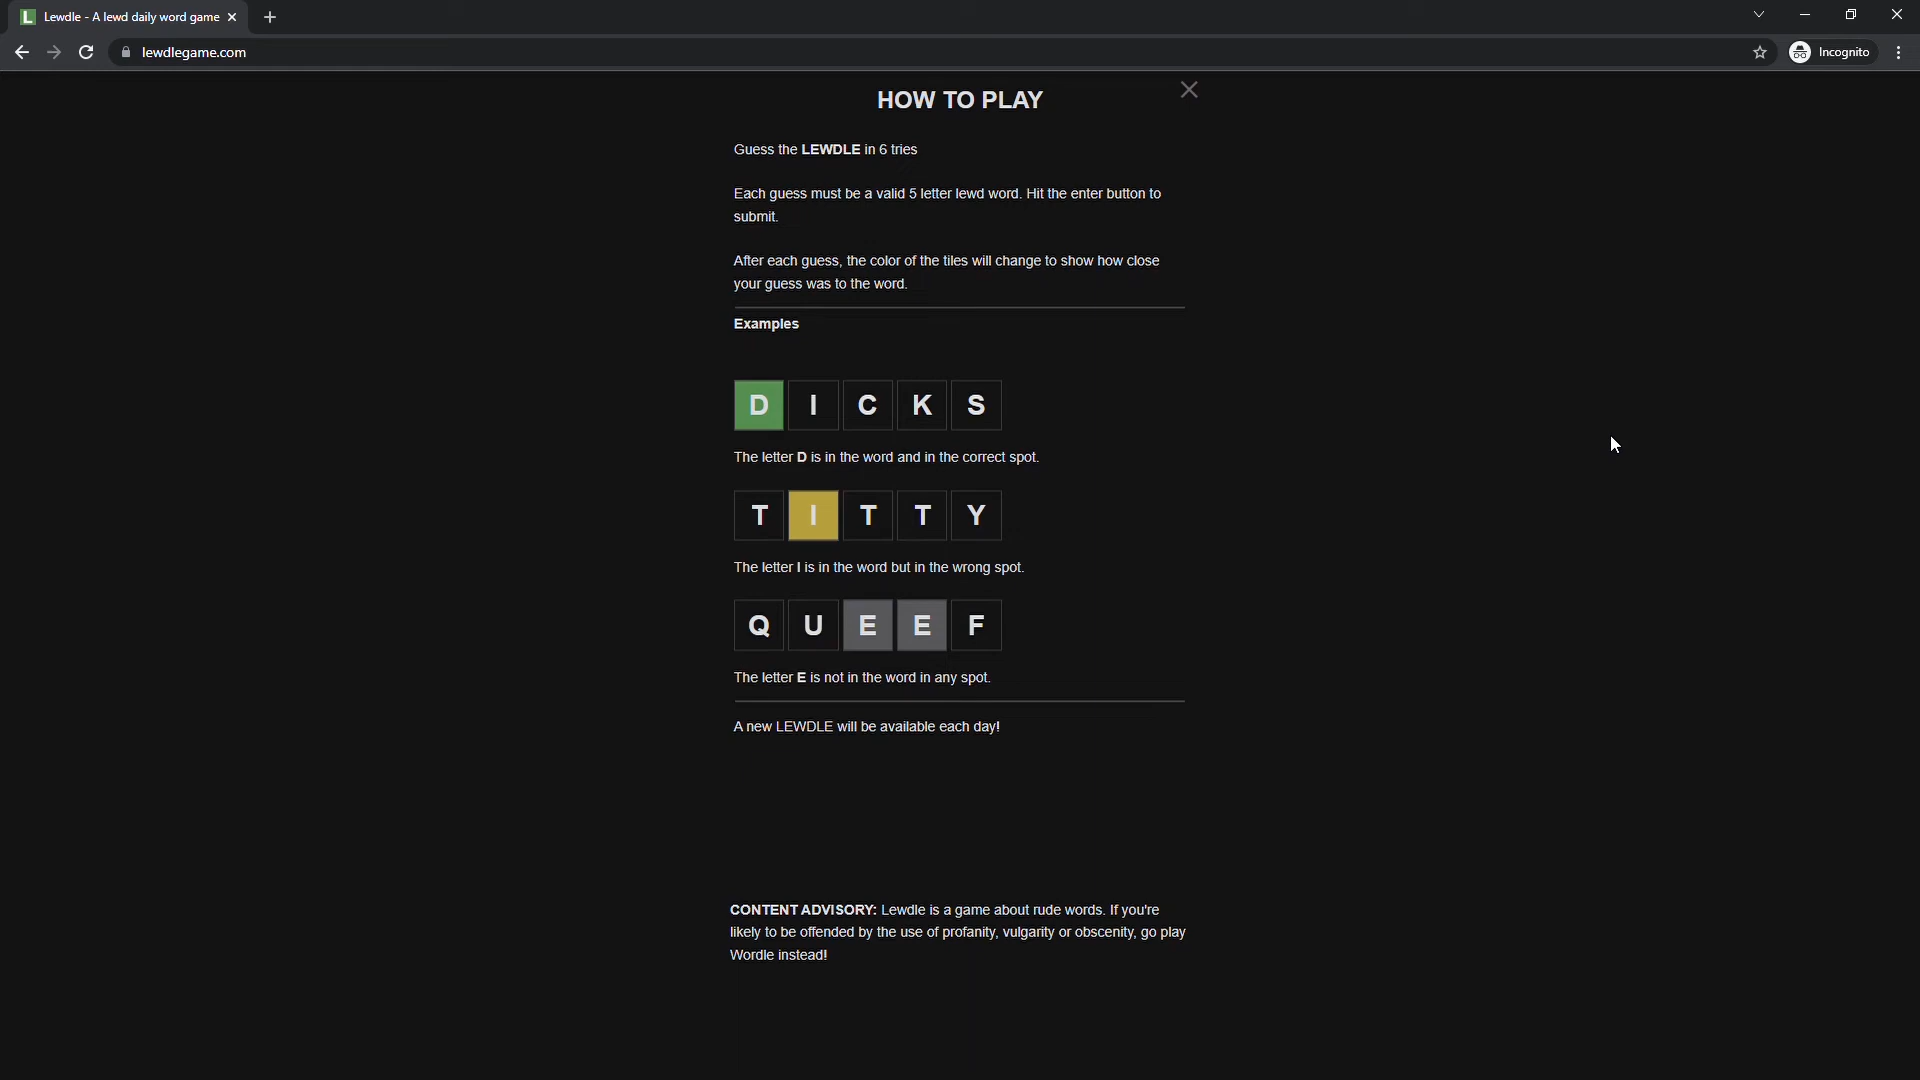 Lewdle - A lewd daily word game
lewdlegame.com
Incognito
HOW TO PLAY
Guess the LEWDLE in 6 tries
Each guess must be a valid 5 letter lewd word. Hit the enter button to
submit.
After each guess, the color of the tiles will change to show how close
your guess was to the word.
Examples
D I C K S
The letter D is in the word and in the correct spot.
T I T T Y
The letter I is in the word but in the wrong spot.
Q U E E F
The letter E is not in the word in any spot.
A new LEWDLE will be available each day!
CONTENT ADVISORY: Lewdle is a game about rude words. If you're
likely to be offended by the use of profanity, vulgarity or obscenity, go play
Wordle instead!